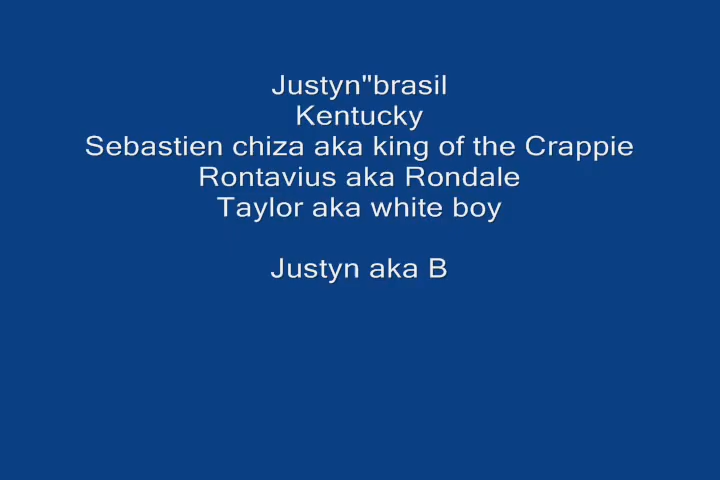 Justyn"brasil
Kentucky
Sebastien chiza aka king of the Crappie
Rontavius aka Rondale
Taylor aka white boy
Justyn aka B